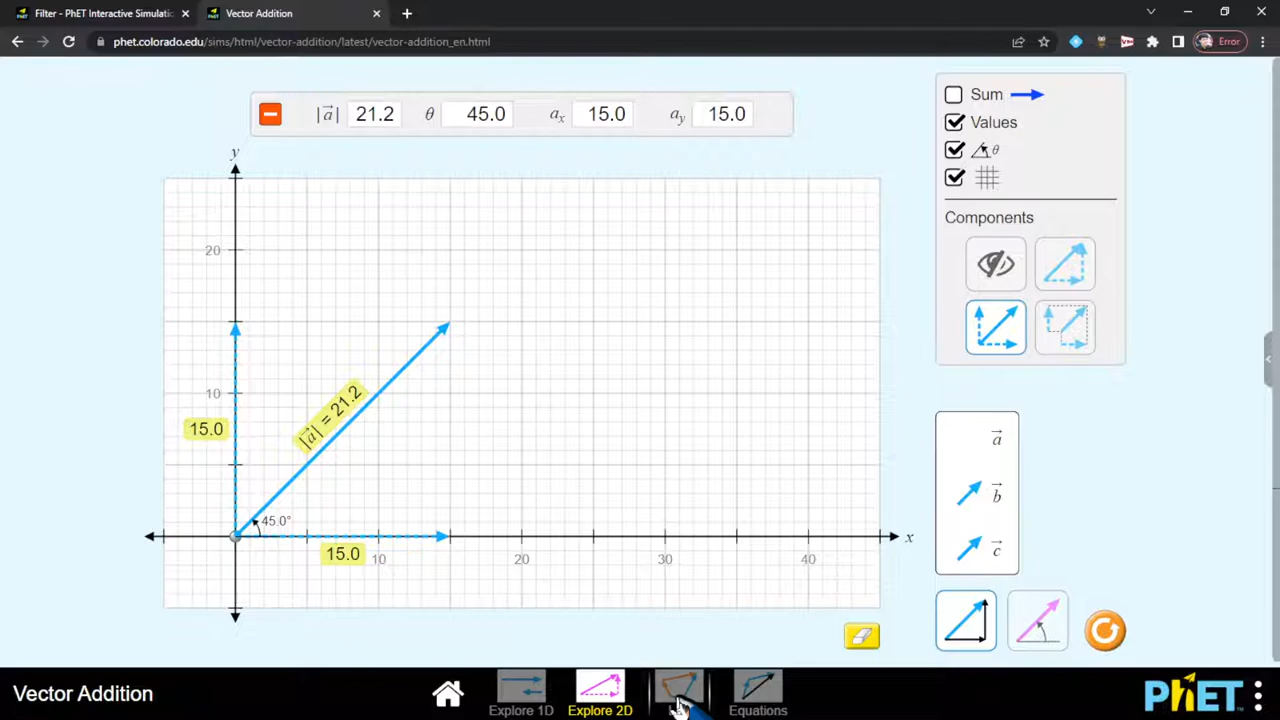 Filter - PhET Interactive Simulatic
Vector Addition
phet.colorado.edu/sims/html/vector-addition/latest/vector-addition_en.html
Error
|a⃗| 21.2 θ 45.0 aₓ 15.0 a_y 15.0
Sum
Values
θ
Components
y
20
10
15.0
|a⃗| = 21.2
45.0°
15.0
10 20 30 40
x
a⃗
b⃗
c⃗
Vector Addition
Explore 1D
Explore 2D
Equations
PhET